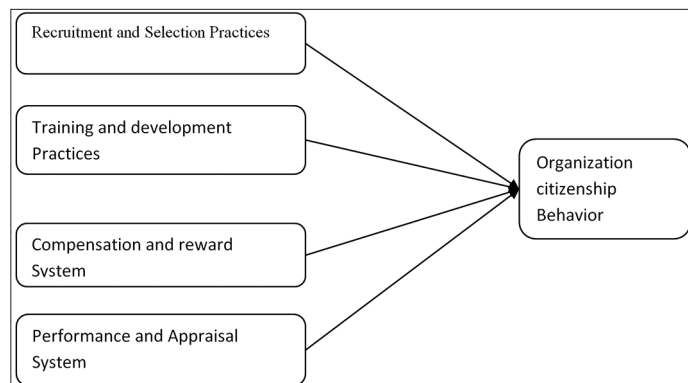 Recruitment and Selection Practices
Training and development
Practices
Compensation and reward
System
Performance and Appraisal
System
Organization
citizenship
Behavior